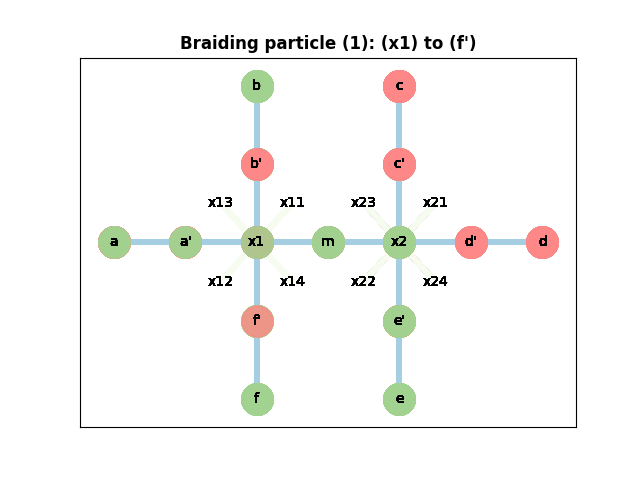 Braiding particle (1): (x1) to (f')
b c
b' c'
x13 x11 x23 x21
a a' x1 m x2 d' d
x12 x14 x22 x24
f' e'
f e